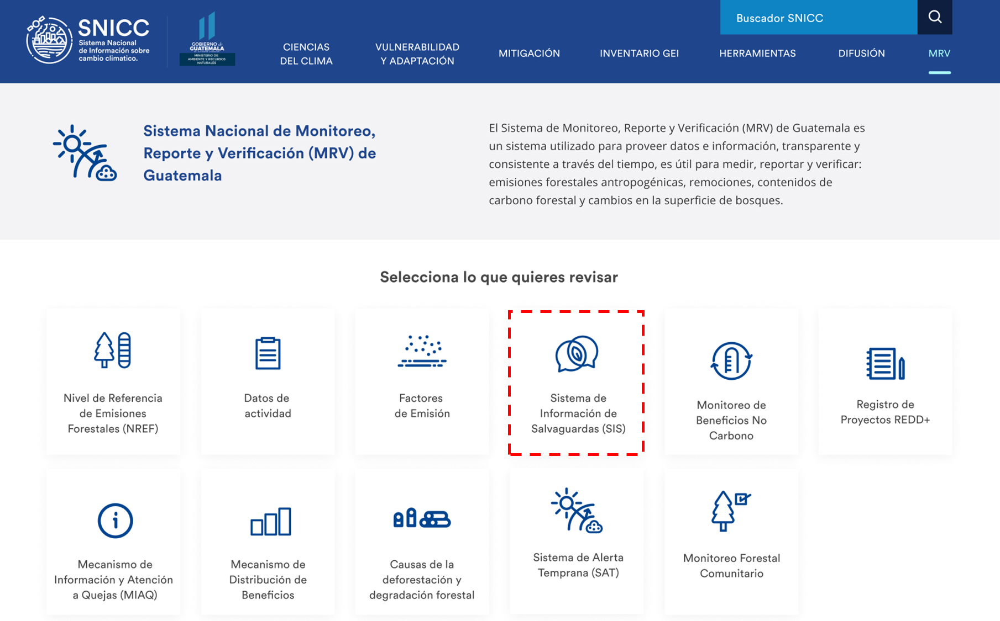 SNICC
Sistema Nacional
de Información sobre
cambio climatico.
GOBIERNO de
GUATEMALA
MINISTERIO DE
AMBIENTE Y RECURSOS
NATURALES
Buscador SNICC
CIENCIAS
DEL CLIMA
VULNERABILIDAD
Y ADAPTACIÓN
MITIGACIÓN
INVENTARIO GEI
HERRAMIENTAS
DIFUSIÓN
MRV
Sistema Nacional de Monitoreo,
Reporte y Verificación (MRV) de
Guatemala
El Sistema de Monitoreo, Reporte y Verificación (MRV) de Guatemala es
un sistema utilizado para proveer datos e información, transparente y
consistente a través del tiempo, es útil para medir, reportar y verificar:
emisiones forestales antropogénicas, remociones, contenidos de
carbono forestal y cambios en la superficie de bosques.
Selecciona lo que quieres revisar
Nivel de Referencia
de Emisiones
Forestales (NREF)
Datos de
actividad
Factores
de Emisión
Sistema de
Información de
Salvaguardas (SIS)
Monitoreo de
Beneficios No
Carbono
Registro de
Proyectos REDD+
Mecanismo de
Información y Atención
a Quejas (MIAQ)
Mecanismo de
Distribución de
Beneficios
Causas de la
deforestación y
degradación forestal
Sistema de Alerta
Temprana (SAT)
Monitoreo Forestal
Comunitario